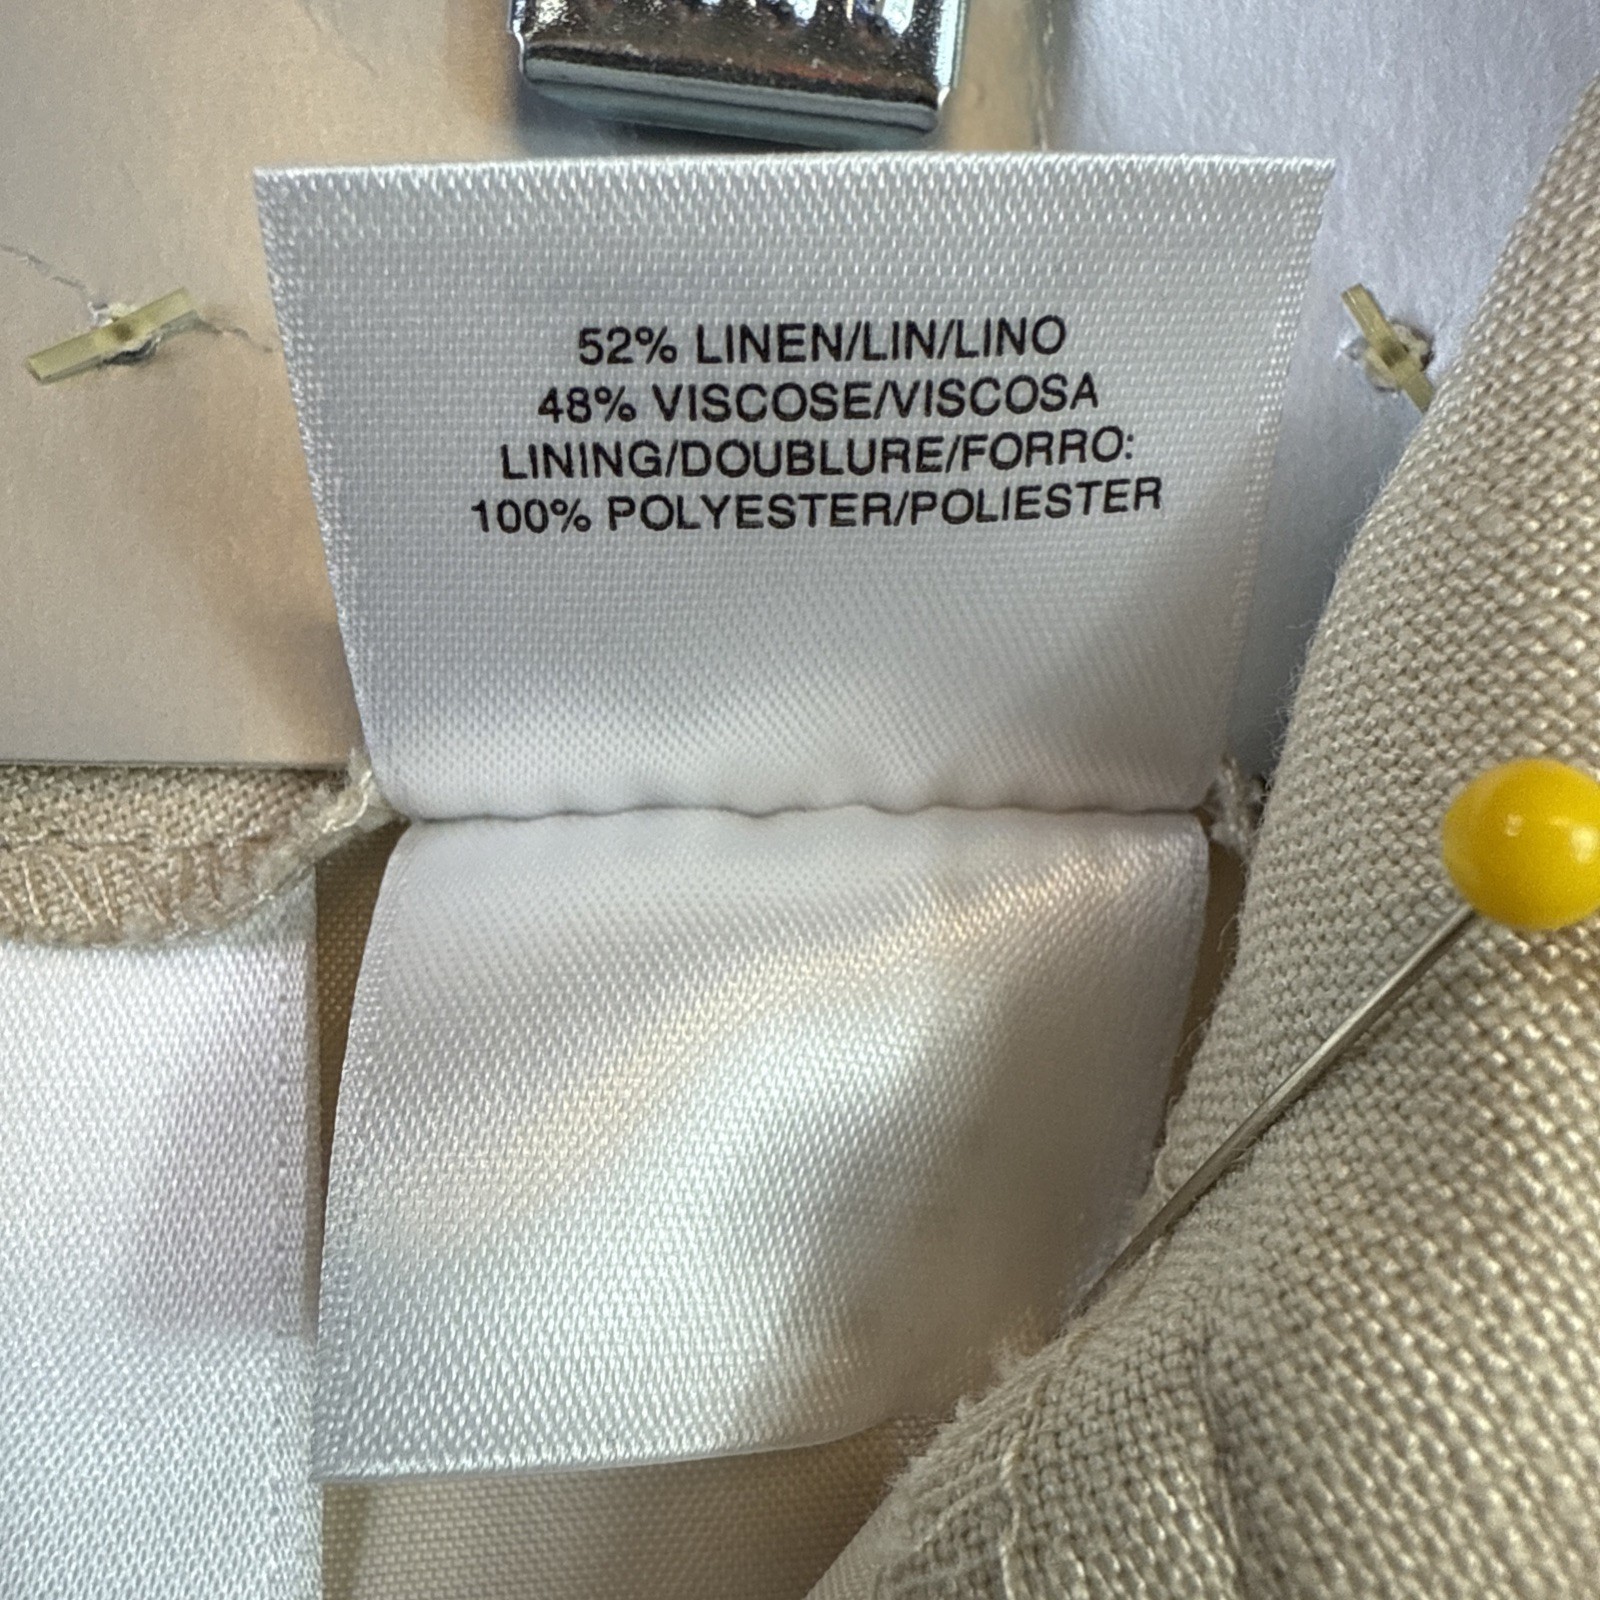 52% LINEN/LIN/LINO
48% VISCOSE/VISCOSA
LINING/DOUBLURE/FORRO:
100% POLYESTER/POLIESTER